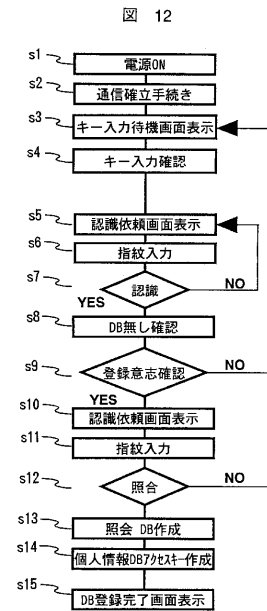 図 12
s1 電源ON
s2 通信確立手続き
s3 キー入力待機画面表示
s4 キー入力確認
s5 認識依頼画面表示
s6 指紋入力
s7 認識 NO
YES
s8 DB無し確認
s9 登録意志確認 NO
YES
s10 認識依頼画面表示
s11 指紋入力
s12 照合 NO
s13 照会 DB作成
s14 個人情報DBアクセスキー作成
s15 DB登録完了画面表示